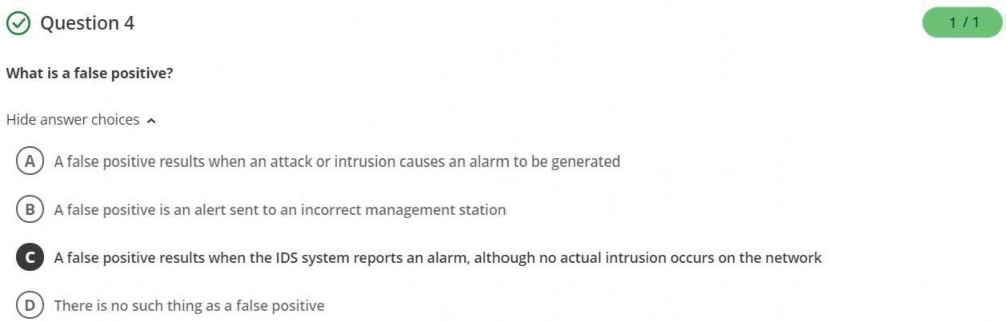 Question 4
1 / 1
What is a false positive?
Hide answer choices
A A false positive results when an attack or intrusion causes an alarm to be generated
B A false positive is an alert sent to an incorrect management station
C A false positive results when the IDS system reports an alarm, although no actual intrusion occurs on the network
D There is no such thing as a false positive